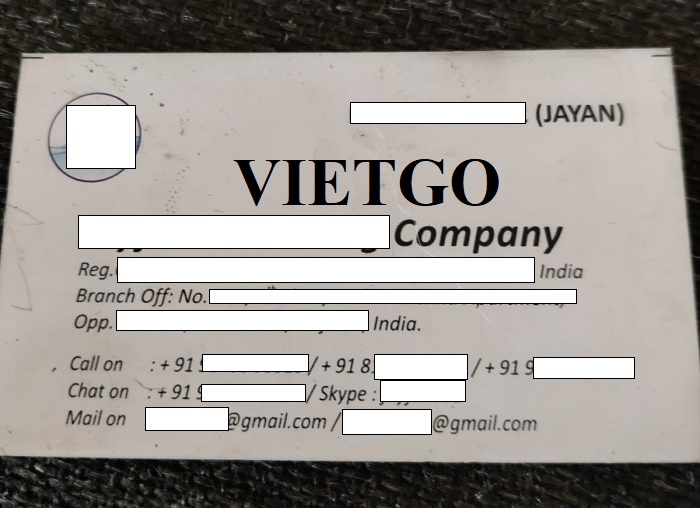 (JAYAN)
VIETGO
Company
Reg. India
Branch Off: No.
Opp. India.
Call on : + 91 / + 91 8 / + 91 9
Chat on : + 91 / Skype :
Mail on @gmail.com / @gmail.com